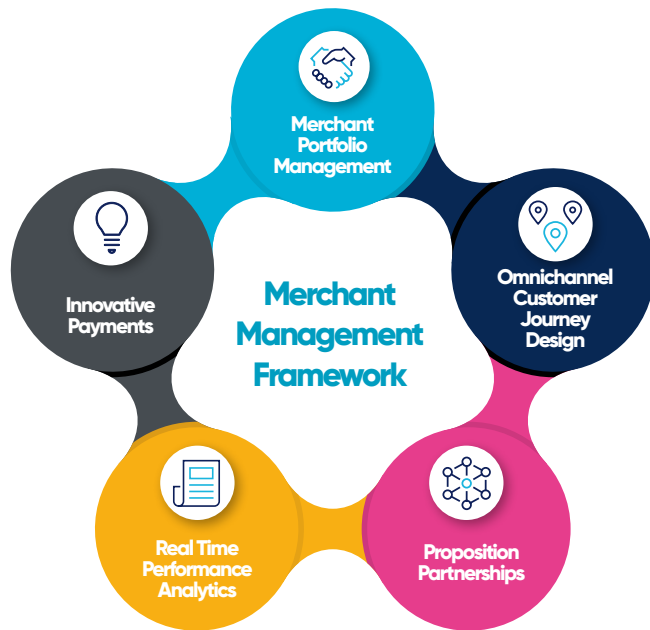 Merchant
Portfolio
Management
Omnichannel
Customer
Journey
Design
Innovative
Payments
Merchant
Management
Framework
Real Time
Performance
Analytics
Proposition
Partnerships